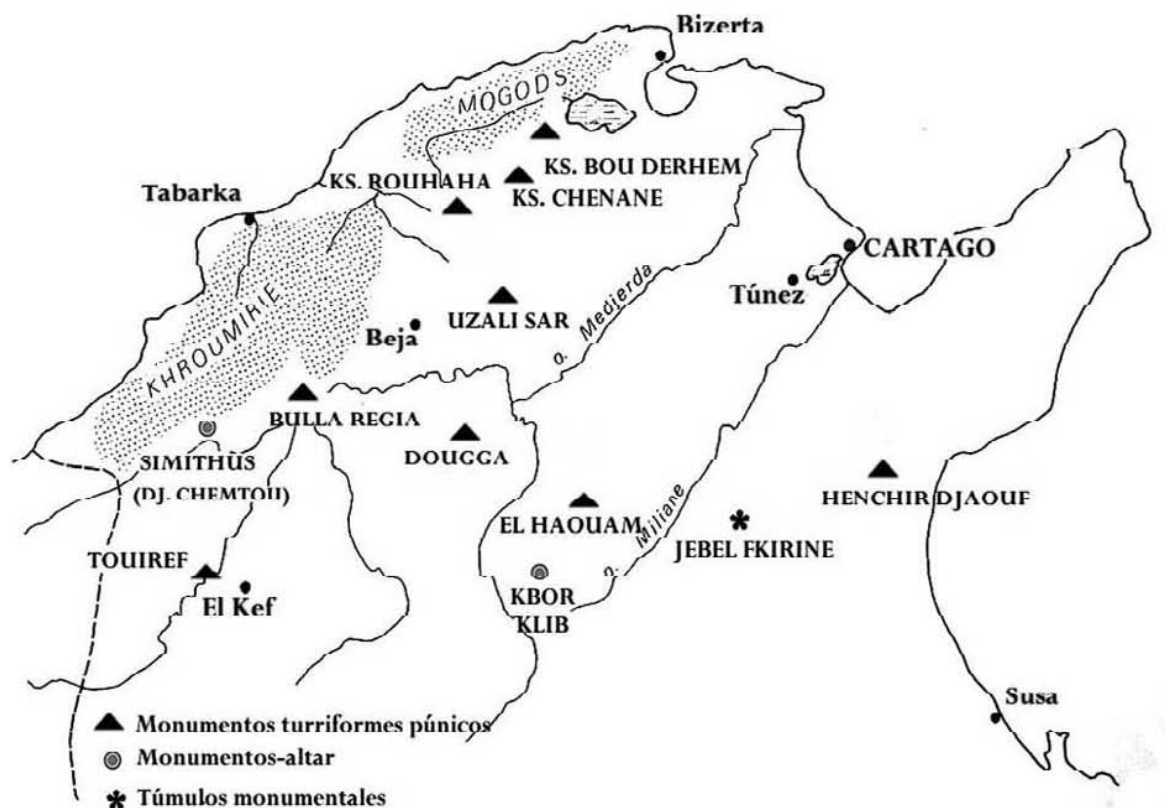 Bizerta
MOGODS
KS. BOU DERHEM
KS. ROUHAHA
KS. CHENANE
Tabarka
CARTAGO
Túnez
o. Medjerda
UZALI SAR
Beja
KHROUMIRIE
BULLA REGIA
DOUGGA
SIMITHUS
(DJ. CHEMTOU)
HENCHIR DJAOUF
EL HAOUAM
o. Miliane
JEBEL FKIRINE
TOUIREF
El Kef
KBOR
KLIB
Susa
Monumentos turriformes púnicos
Monumentos-altar
Túmulos monumentales